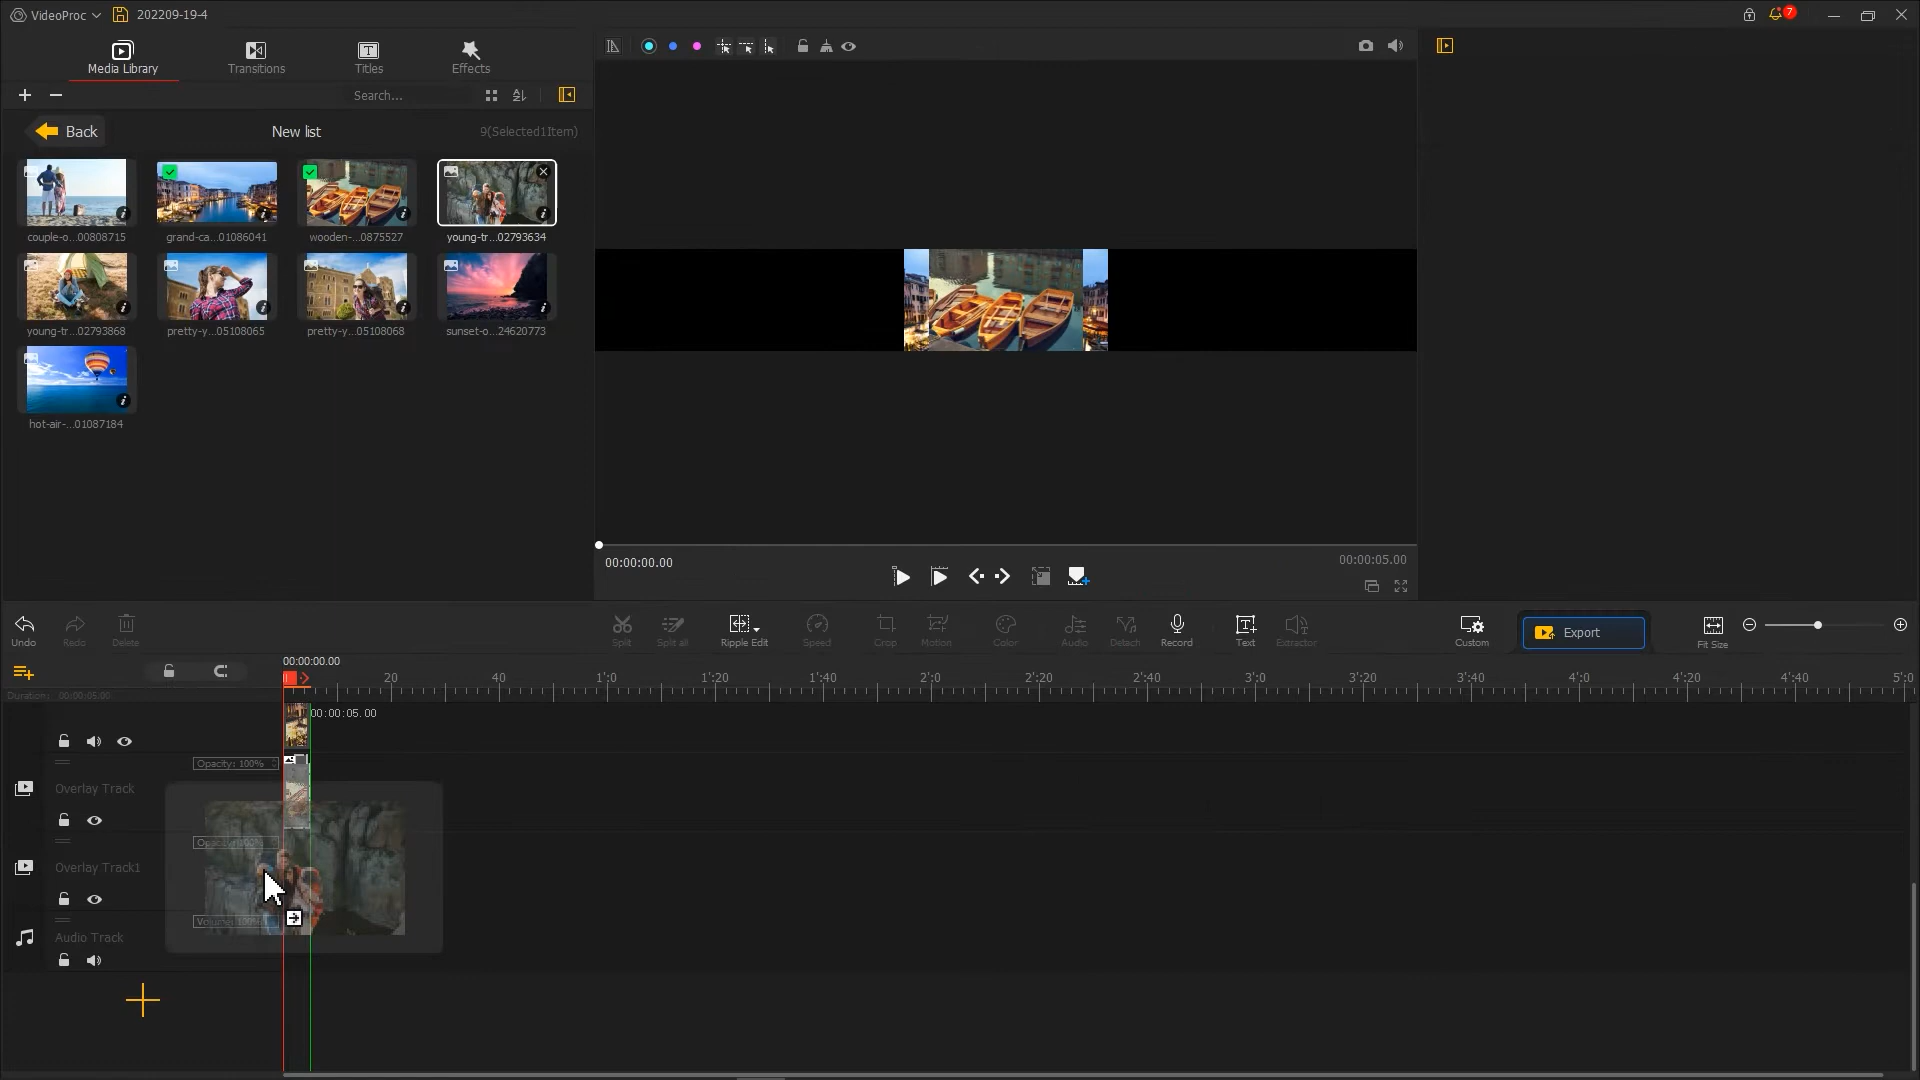 VideoProc
202209-19-4
7
Media Library
Transitions
Titles
Effects
Search...
Back
New list
9(Selected1Item)
couple-o...00808715
grand-ca...01086041
wooden-...0875527
young-tr...02793634
young-tr...02793868
pretty-y...05108065
pretty-y...05108068
sunset-o...24620773
hot-air-...01087184
00:00:00.00
00:00:05.00
Undo
Redo
Delete
Split
Split all
Ripple Edit
Speed
Crop
Motion
Color
Audio
Detach
Record
Text
Extractor
Custom
Export
Fit Size
00:00:00.00
20
40
1':0
1':20
1':40
2':0
2':20
2':40
3':0
3':20
3':40
4':0
4':20
4':40
5':0
Duration: 00:00:05.00
00:00:05.00
Opacity: 100%
Overlay Track
Opacity: 100%
Overlay Track1
Volume: 100%
Audio Track